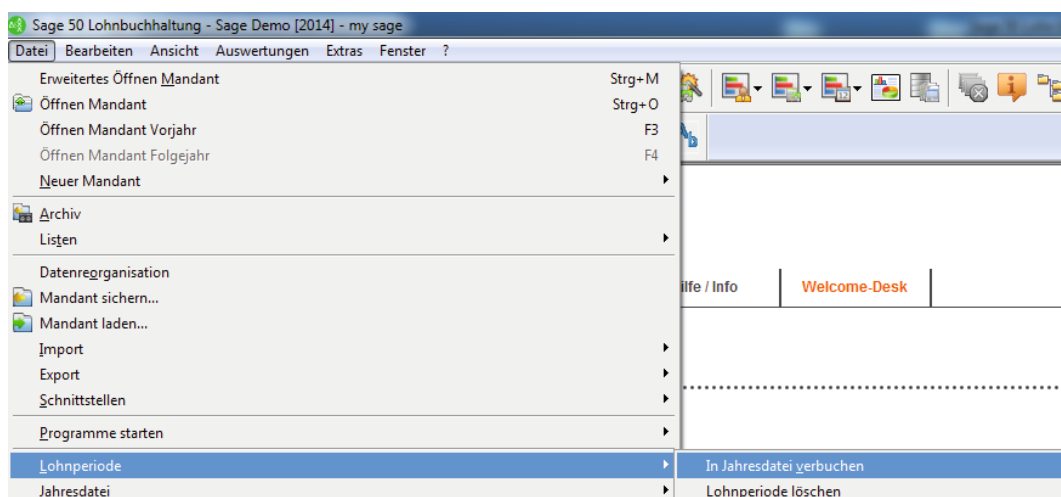 Sage 50 Lohnbuchhaltung - Sage Demo [2014] - my sage
Datei Bearbeiten Ansicht Auswertungen Extras Fenster ?
Erweitertes Öffnen Mandant Strg+M
Öffnen Mandant Strg+O
Öffnen Mandant Vorjahr F3
Öffnen Mandant Folgejahr F4
Neuer Mandant
Archiv
Listen
Datenreorganisation
Mandant sichern...
ilfe / Info Welcome-Desk
Mandant laden...
Import
Export
Schnittstellen
Programme starten
Lohnperiode In Jahresdatei verbuchen
Jahresdatei Lohnperiode löschen